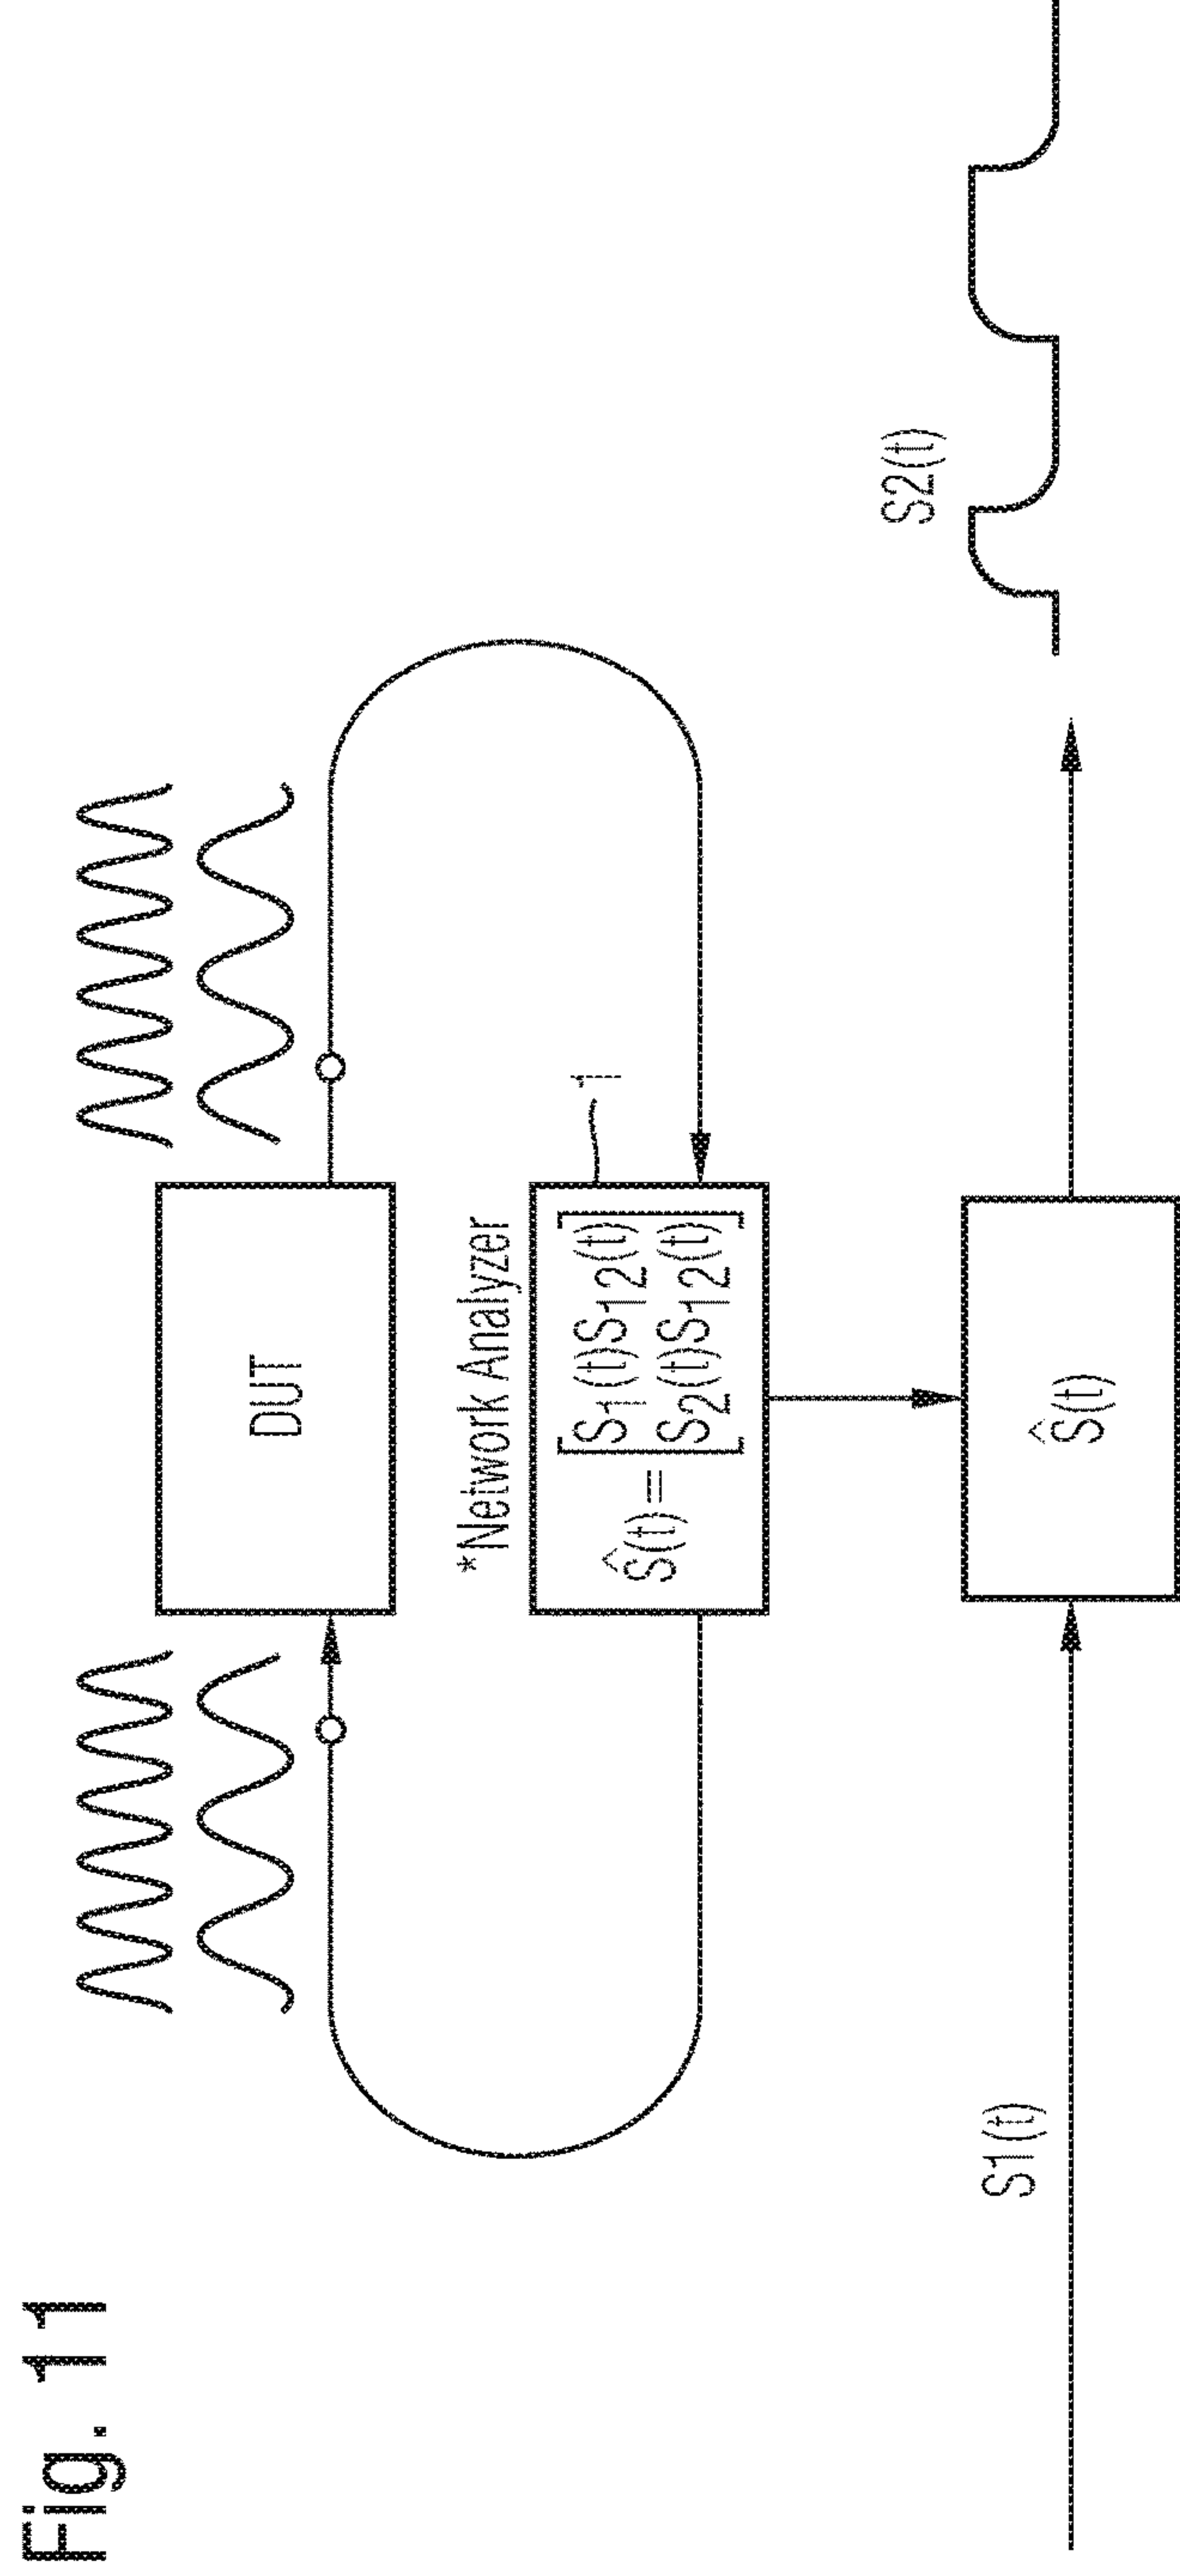 Fig. 11
DUT
*Network Analyzer
1
Ŝ(t) = [S₁(t)S₁₂(t)
S₂(t)S₁₂(t)]
S2(t)
S1(t)
Ŝ(t)